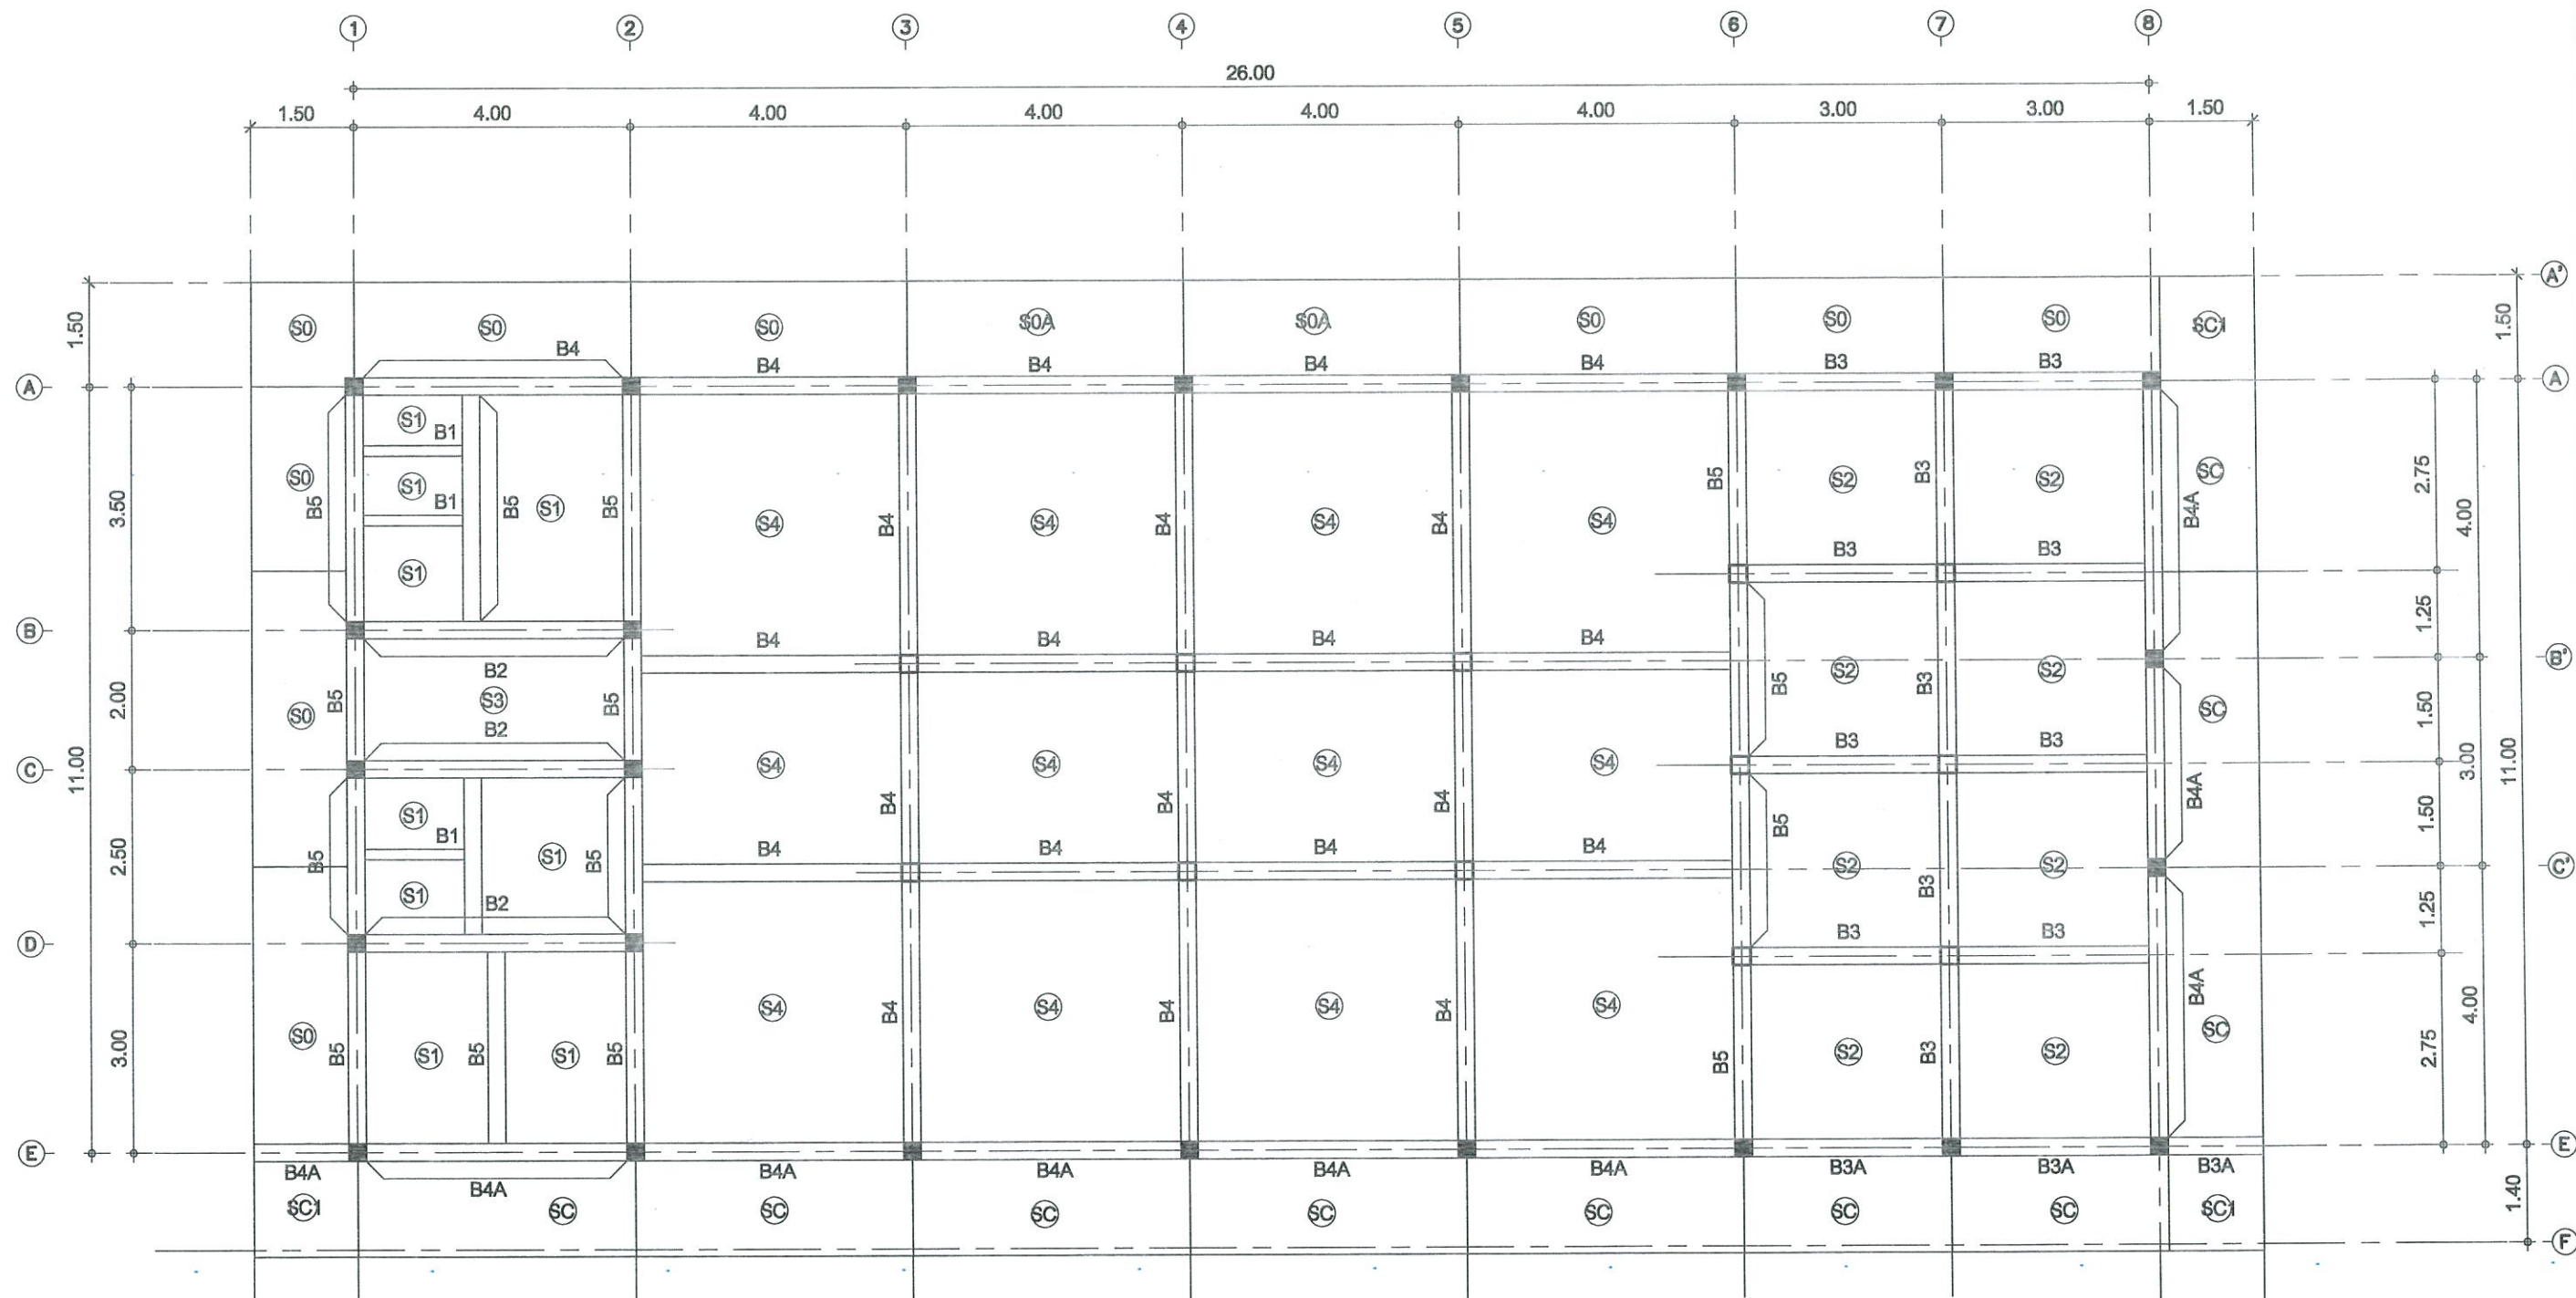 1 2 3 4 5 6 7 8
26.00
1.50 4.00 4.00 4.00 4.00 4.00 3.00 3.00 1.50
A'
1.50 S0 S0 S0 S0A S0A S0 S0 S0 SC1 1.50
B4 B4 B4 B4 B4 B3 B3
A A
S1 B1
S0 B5 S1 B1 B5 S1 B5 B5 S2 B3 S2 SC B4A 2.75
3.50 S4 B4 S4 B4 S4 B4 S4 4.00
S1 B3 B3
1.25
B B4 B4 B4 B4 B'
B2 S2 S2
2.00 S0 B5 S3 B5 B5 B3 SC 1.50
B2 B3 B3
11.00 C S4 S4 S4 S4 3.00 11.00
B4 B4 B4 B4A
S1 B1 B5 1.50
2.50 B5 S1 B5 B4 B4 B4 B4 S2 S2 C'
S1 B2 B3 1.25
D B3 B3
S0 S4 B4 S4 B4 S4 B4 S4 B4A SC 4.00
3.00 B5 S1 B5 S1 B5 B5 S2 B3 S2 2.75
E E
B4A B4A B4A B4A B4A B4A B3A B3A B3A
SC1 SC SC SC SC SC SC SC SC1 1.40
F